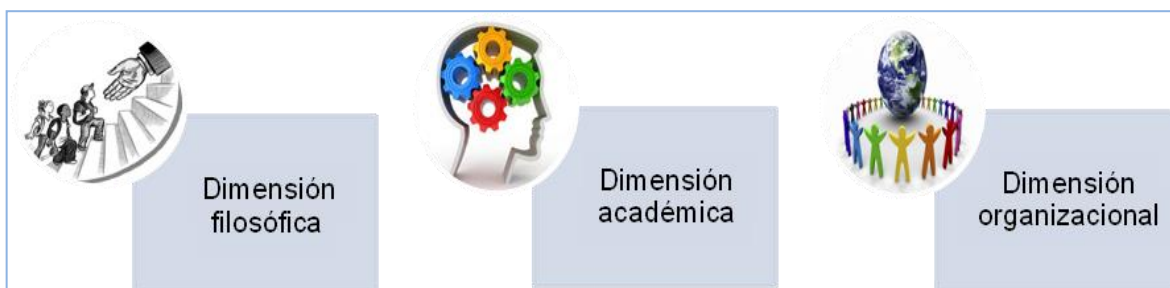 Dimensión
filosófica
Dimensión
académica
Dimensión
organizacional